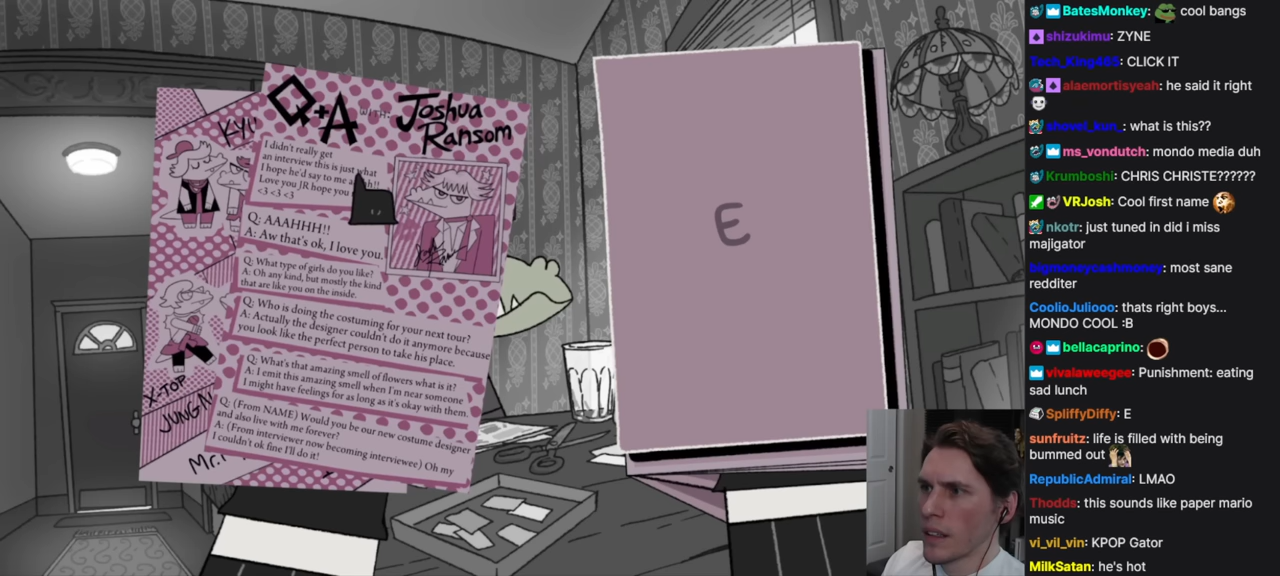 Q+A WITH: Joshua
Ransom
I didn't really get
an interview this is just what
I hope he'd say to me
Love you JR hope you
<3 <3 <3
Q: AAAHHH!!
A: Aw that's ok, I love you.
Q: What type of girls do you like?
A: Oh any kind, but mostly the kind
that are like you on the inside.
Q: Who is doing the costuming for your next tour?
A: Actually the designer couldn't do it anymore because
you look like the perfect person to take his place.
Q: What's that amazing smell of flowers what is it?
A: I emit this amazing smell when I'm near someone
I might have feelings for as long as it's okay with them.
Q: (From NAME) Would you be our new costume designer
and also live with me forever?
A: (From interviewer now becoming interviewee) Oh my
I couldn't ok fine I'll do it!
X-TOP
E
BatesMonkey: cool bangs
shizukimu: ZYNE
Tech_King465: CLICK IT
alaemortisyeah: he said it right
shovel_kun_: what is this??
ms_vondutch: mondo media duh
Krumboshi: CHRIS CHRISTE??????
VRJosh: Cool first name
nkotr: just tuned in did i miss
majigator
bigmoneycashmoney: most sane
redditer
CoolioJuliooo: thats right boys...
MONDO COOL :B
bellacaprino:
vivalaweegee: Punishment: eating
sad lunch
SpliffyDiffy: E
sunfruitz: life is filled with being
bummed out
RepublicAdmiral: LMAO
Thodds: this sounds like paper mario
music
vi_vil_vin: KPOP Gator
MilkSatan: he's hot